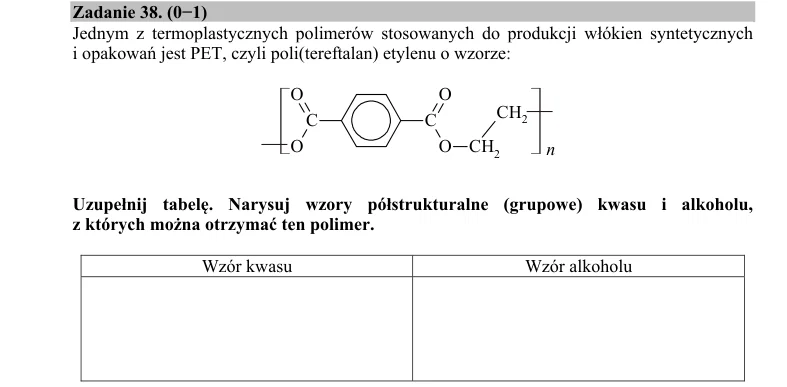 Zadanie 38. (0−1)
Jednym z termoplastycznych polimerów stosowanych do produkcji włókien syntetycznych
i opakowań jest PET, czyli poli(tereftalan) etylenu o wzorze:
O O
C C CH2
O O CH2 n
Uzupełnij tabelę. Narysuj wzory półstrukturalne (grupowe) kwasu i alkoholu,
z których można otrzymać ten polimer.
Wzór kwasu Wzór alkoholu